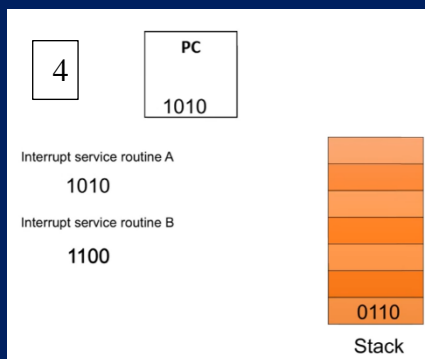 4
PC
1010
Interrupt service routine A
1010
Interrupt service routine B
1100
0110
Stack